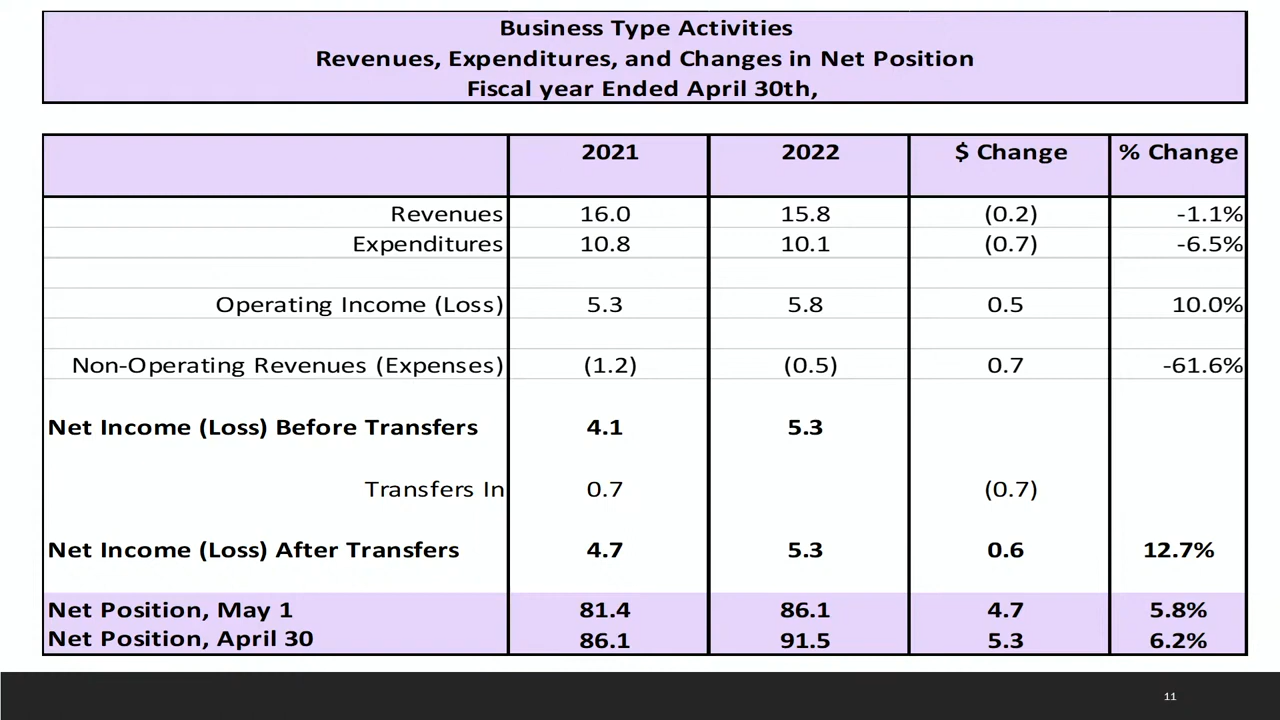 Business Type Activities
Revenues, Expenditures, and Changes in Net Position
Fiscal year Ended April 30th,
2021 2022 $ Change % Change
Revenues 16.0 15.8 (0.2) -1.1%
Expenditures 10.8 10.1 (0.7) -6.5%
Operating Income (Loss) 5.3 5.8 0.5 10.0%
Non-Operating Revenues (Expenses) (1.2) (0.5) 0.7 -61.6%
Net Income (Loss) Before Transfers 4.1 5.3
Transfers In 0.7 (0.7)
Net Income (Loss) After Transfers 4.7 5.3 0.6 12.7%
Net Position, May 1 81.4 86.1 4.7 5.8%
Net Position, April 30 86.1 91.5 5.3 6.2%
11